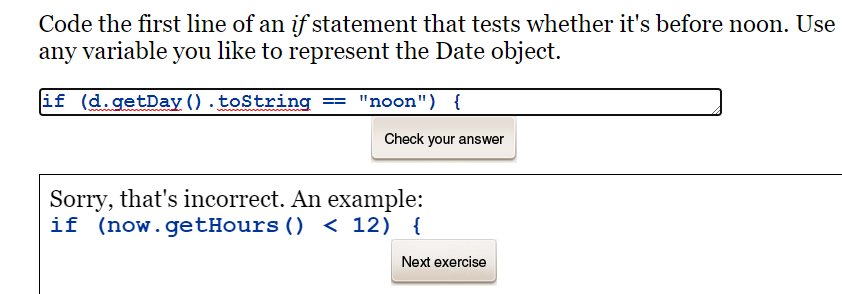 Code the first line of an if statement that tests whether it's before noon. Use
any variable you like to represent the Date object.
if (d.getDay().toString == "noon") {
Check your answer
Sorry, that's incorrect. An example:
if (now.getHours() < 12) {
Next exercise